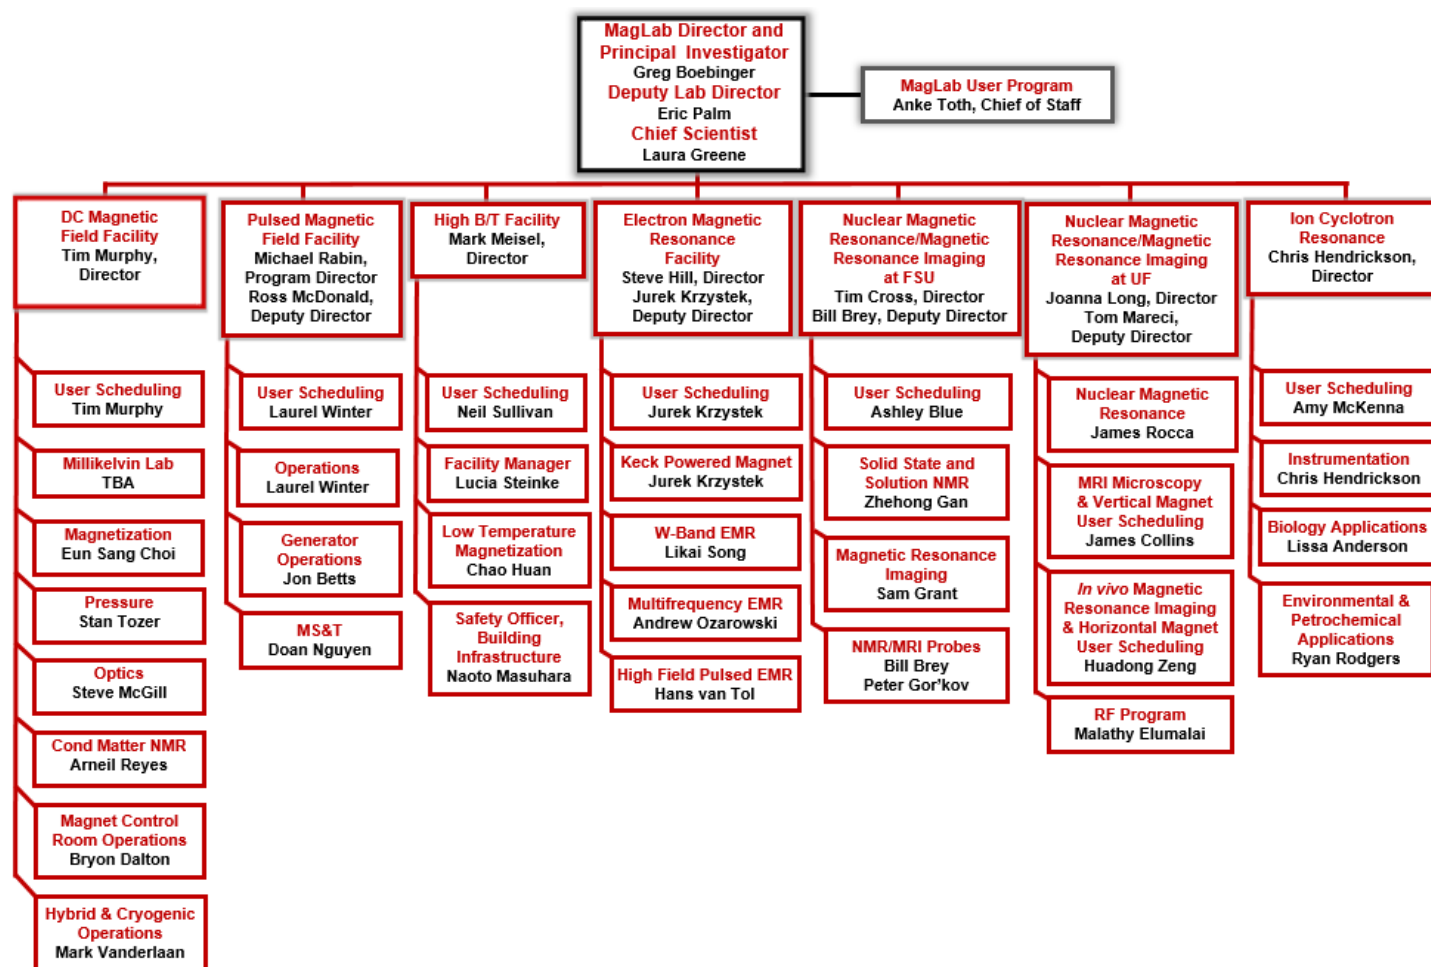 MagLab Director and
Principal Investigator
Greg Boebinger
Deputy Lab Director
Eric Palm
Chief Scientist
Laura Greene
MagLab User Program
Anke Toth, Chief of Staff
DC Magnetic
Field Facility
Tim Murphy,
Director
User Scheduling
Tim Murphy
Millikelvin Lab
TBA
Magnetization
Eun Sang Choi
Pressure
Stan Tozer
Optics
Steve McGill
Cond Matter NMR
Arneil Reyes
Magnet Control
Room Operations
Bryon Dalton
Hybrid & Cryogenic
Operations
Mark Vanderlaan
Pulsed Magnetic
Field Facility
Michael Rabin,
Program Director
Ross McDonald,
Deputy Director
User Scheduling
Laurel Winter
Operations
Laurel Winter
Generator
Operations
Jon Betts
MS&T
Doan Nguyen
High B/T Facility
Mark Meisel,
Director
User Scheduling
Neil Sullivan
Facility Manager
Lucia Steinke
Low Temperature
Magnetization
Chao Huan
Safety Officer,
Building
Infrastructure
Naoto Masuhara
Electron Magnetic
Resonance
Facility
Steve Hill, Director
Jurek Krzystek,
Deputy Director
User Scheduling
Jurek Krzystek
Keck Powered Magnet
Jurek Krzystek
W-Band EMR
Likai Song
Multifrequency EMR
Andrew Ozarowski
High Field Pulsed EMR
Hans van Tol
Nuclear Magnetic
Resonance/Magnetic
Resonance Imaging
at FSU
Tim Cross, Director
Bill Brey, Deputy Director
User Scheduling
Ashley Blue
Solid State and
Solution NMR
Zhehong Gan
Magnetic Resonance
Imaging
Sam Grant
NMR/MRI Probes
Bill Brey
Peter Gor'kov
Nuclear Magnetic
Resonance/Magnetic
Resonance Imaging
at UF
Joanna Long, Director
Tom Mareci,
Deputy Director
Nuclear Magnetic
Resonance
James Rocca
MRI Microscopy
& Vertical Magnet
User Scheduling
James Collins
In vivo Magnetic
Resonance Imaging
& Horizontal Magnet
User Scheduling
Huadong Zeng
RF Program
Malathy Elumalai
Ion Cyclotron
Resonance
Chris Hendrickson,
Director
User Scheduling
Amy McKenna
Instrumentation
Chris Hendrickson
Biology Applications
Lissa Anderson
Environmental &
Petrochemical
Applications
Ryan Rodgers